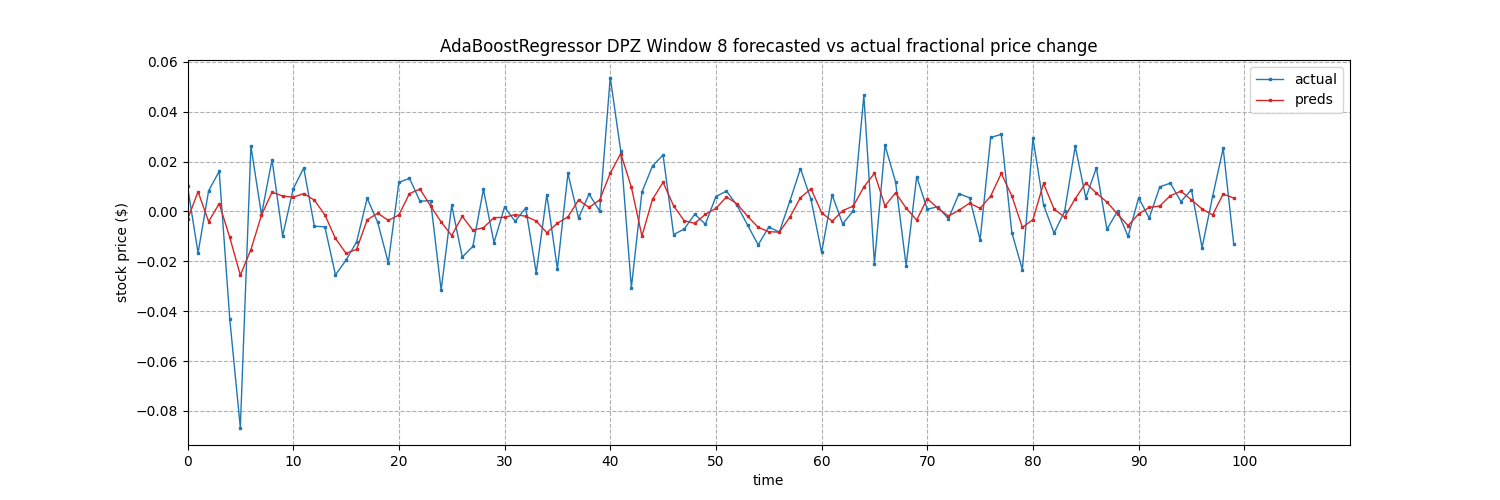 AdaBoostRegressor DPZ Window 8 forecasted vs actual fractional price change
0.06
0.04
0.02
0.00
−0.02
−0.04
−0.06
−0.08
stock price ($)
actual
preds
0 10 20 30 40 50 60 70 80 90 100
time